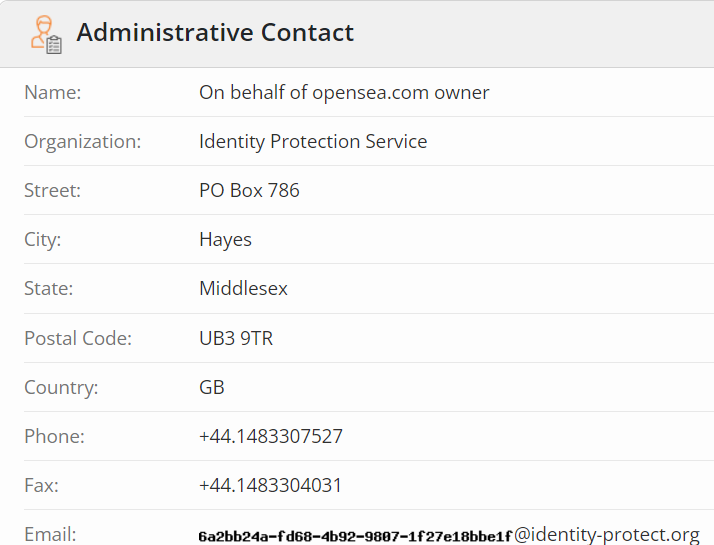 Administrative Contact
Name: On behalf of opensea.com owner
Organization: Identity Protection Service
Street: PO Box 786
City: Hayes
State: Middlesex
Postal Code: UB3 9TR
Country: GB
Phone: +44.1483307527
Fax: +44.1483304031
Email: 6a2bb24a-fd68-4b92-9807-1f27e18bbe1f@identity-protect.org